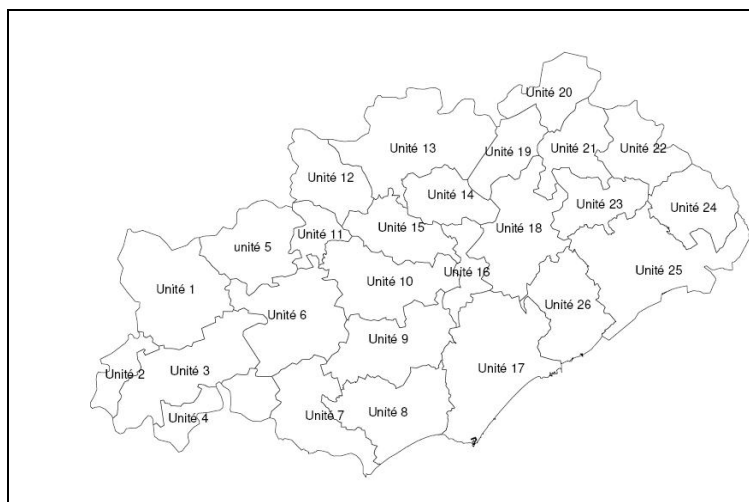 Unité 20
Unité 13
Unité 19
Unité 21
Unité 22
Unité 12
Unité 14
Unité 23
Unité 24
Unité 11
Unité 15
Unité 18
unité 5
Unité 16
Unité 25
Unité 1
Unité 10
Unité 26
Unité 6
Unité 9
Unité 2
Unité 3
Unité 17
Unité 4
Unité 7
Unité 8